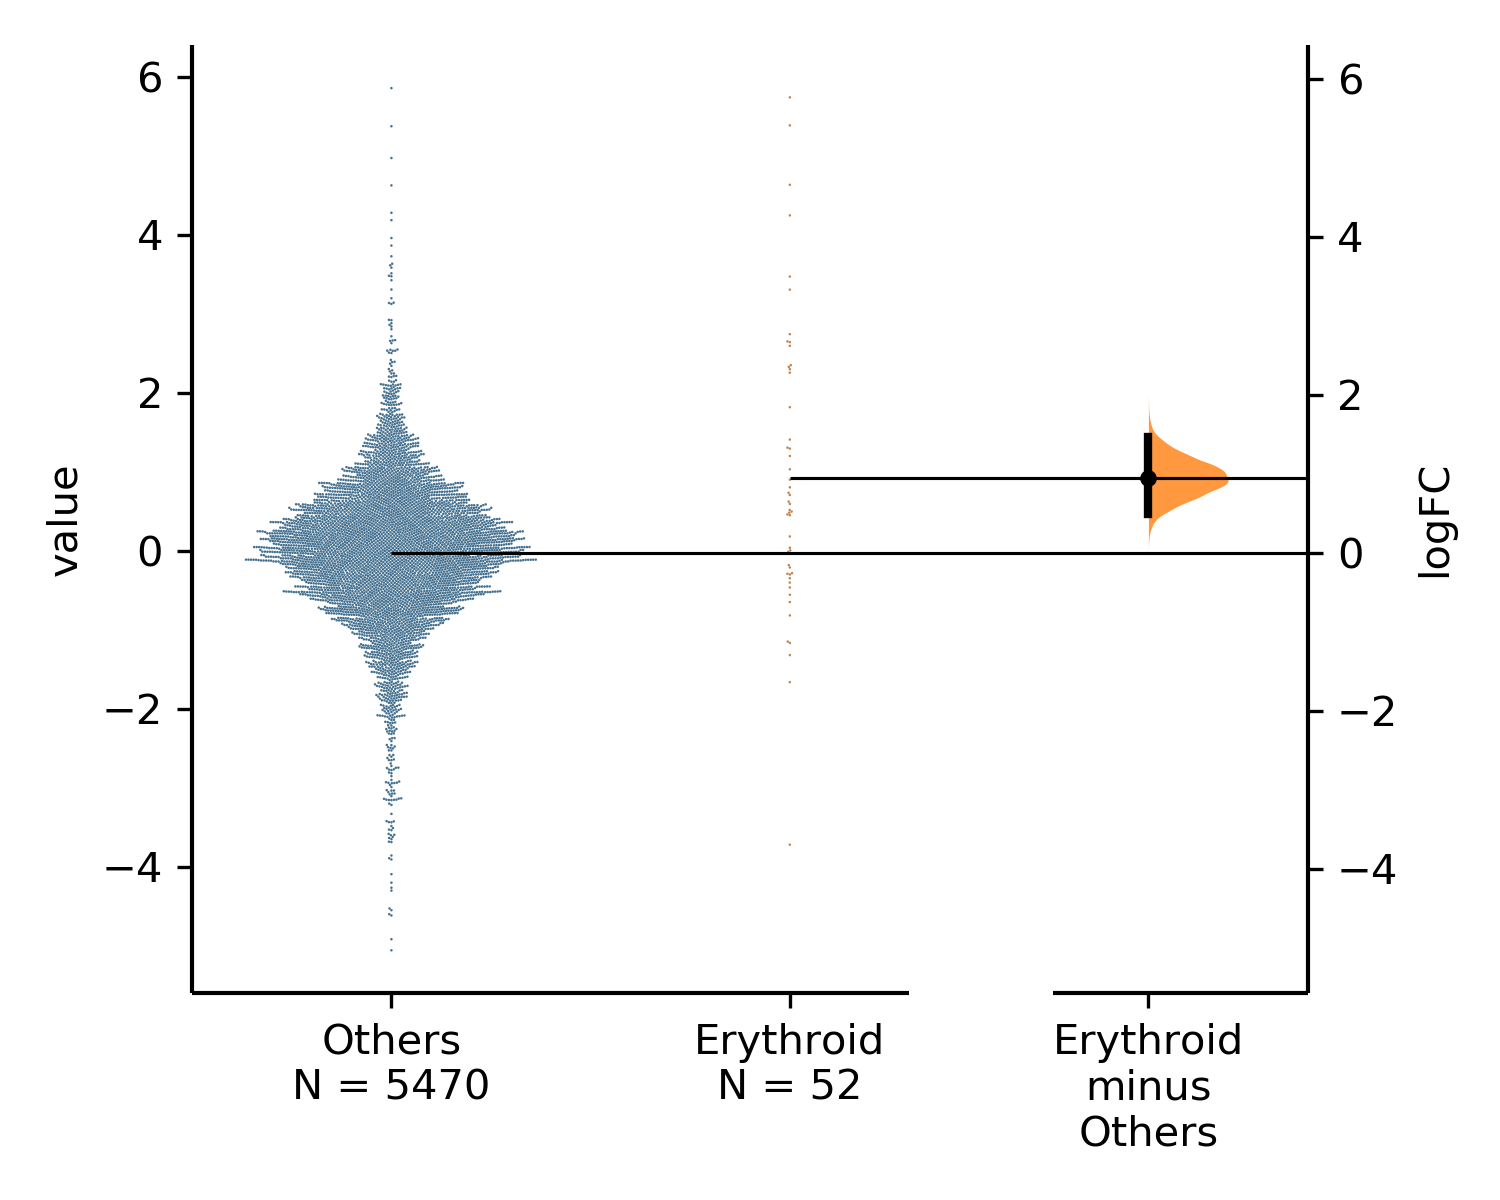 6
4
2
0
−2
−4
value
6
4
2
0
−2
−4
logFC
Others
N = 5470
Erythroid
N = 52
Erythroid
minus
Others